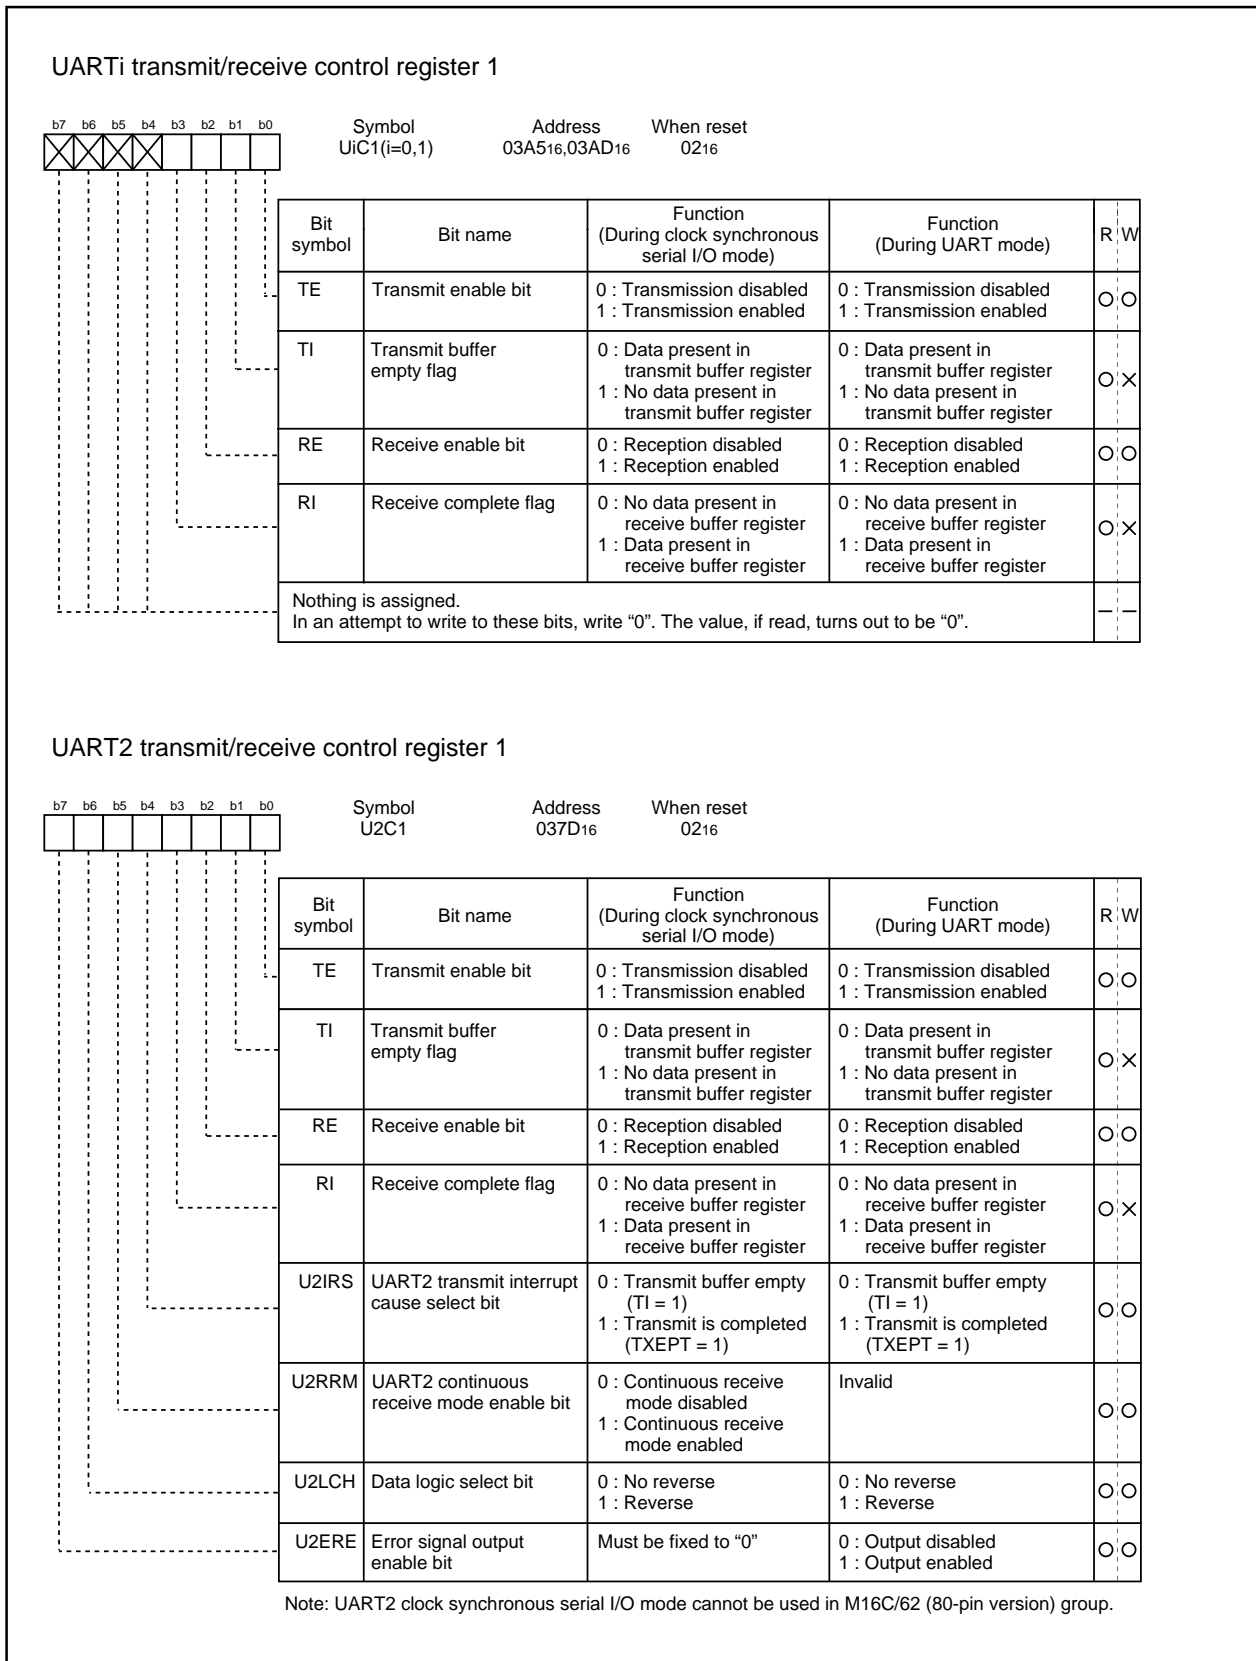 UARTi transmit/receive control register 1
b7 b6 b5 b4 b3 b2 b1 b0
Symbol Address When reset
UiC1(i=0,1) 03A516,03AD16 0216
Bit symbol Bit name Function (During clock synchronous serial I/O mode) Function (During UART mode) R W
TE Transmit enable bit 0 : Transmission disabled 0 : Transmission disabled
1 : Transmission enabled 1 : Transmission enabled
TI Transmit buffer 0 : Data present in 0 : Data present in
empty flag transmit buffer register transmit buffer register
1 : No data present in 1 : No data present in
transmit buffer register transmit buffer register
RE Receive enable bit 0 : Reception disabled 0 : Reception disabled
1 : Reception enabled 1 : Reception enabled
RI Receive complete flag 0 : No data present in 0 : No data present in
receive buffer register receive buffer register
1 : Data present in 1 : Data present in
receive buffer register receive buffer register
Nothing is assigned.
In an attempt to write to these bits, write “0”. The value, if read, turns out to be “0”. – –
UART2 transmit/receive control register 1
b7 b6 b5 b4 b3 b2 b1 b0
Symbol Address When reset
U2C1 037D16 0216
Bit symbol Bit name Function (During clock synchronous serial I/O mode) Function (During UART mode) R W
TE Transmit enable bit 0 : Transmission disabled 0 : Transmission disabled
1 : Transmission enabled 1 : Transmission enabled
TI Transmit buffer 0 : Data present in 0 : Data present in
empty flag transmit buffer register transmit buffer register
1 : No data present in 1 : No data present in
transmit buffer register transmit buffer register
RE Receive enable bit 0 : Reception disabled 0 : Reception disabled
1 : Reception enabled 1 : Reception enabled
RI Receive complete flag 0 : No data present in 0 : No data present in
receive buffer register receive buffer register
1 : Data present in 1 : Data present in
receive buffer register receive buffer register
U2IRS UART2 transmit interrupt 0 : Transmit buffer empty 0 : Transmit buffer empty
cause select bit (TI = 1) (TI = 1)
1 : Transmit is completed 1 : Transmit is completed
(TXEPT = 1) (TXEPT = 1)
U2RRM UART2 continuous 0 : Continuous receive Invalid
receive mode enable bit mode disabled
1 : Continuous receive
mode enabled
U2LCH Data logic select bit 0 : No reverse 0 : No reverse
1 : Reverse 1 : Reverse
U2ERE Error signal output Must be fixed to “0” 0 : Output disabled
enable bit 1 : Output enabled
Note: UART2 clock synchronous serial I/O mode cannot be used in M16C/62 (80-pin version) group.